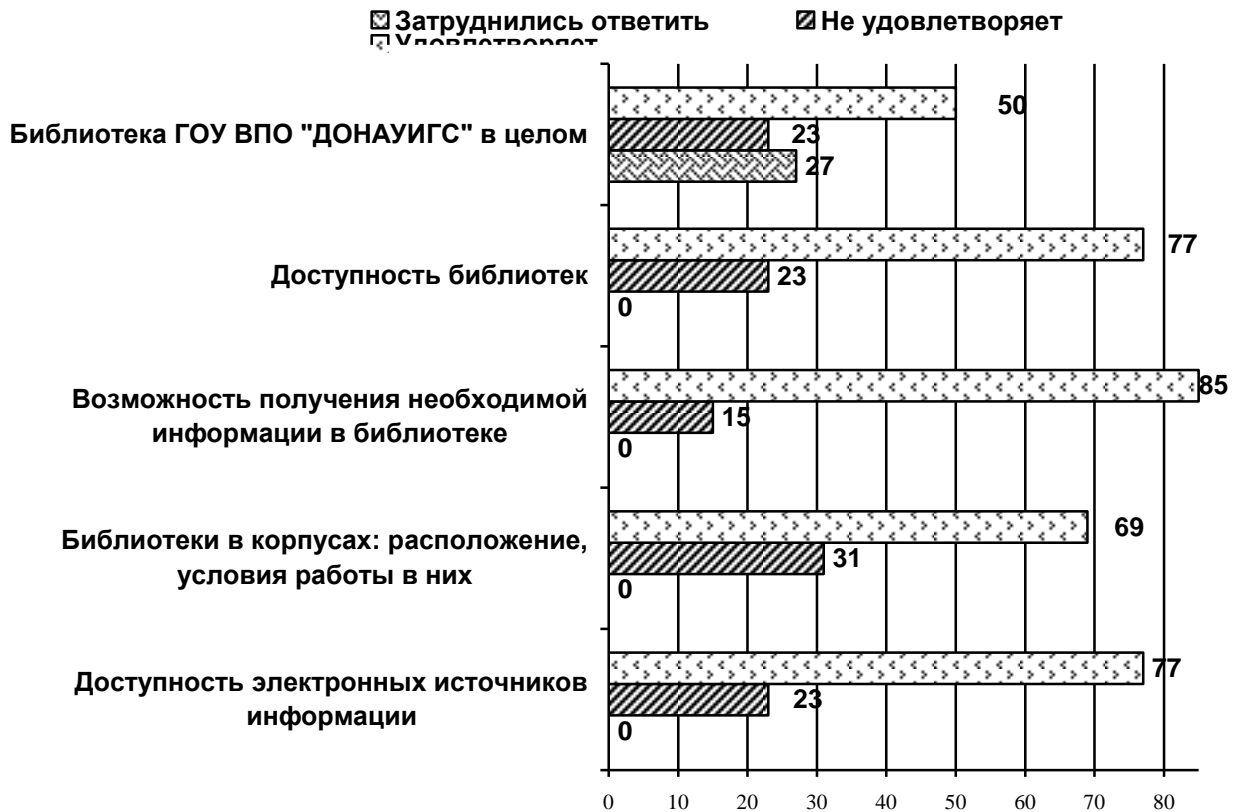 Затруднились ответить Не удовлетворяет
Удовлетворяет
50
Библиотека ГОУ ВПО "ДОНАУИГС" в целом 23
27
77
Доступность библиотек 23
0
85
Возможность получения необходимой
информации в библиотеке
15
0
69
Библиотеки в корпусах: расположение,
условия работы в них
31
0
77
Доступность электронных источников
информации
23
0
0 10 20 30 40 50 60 70 80